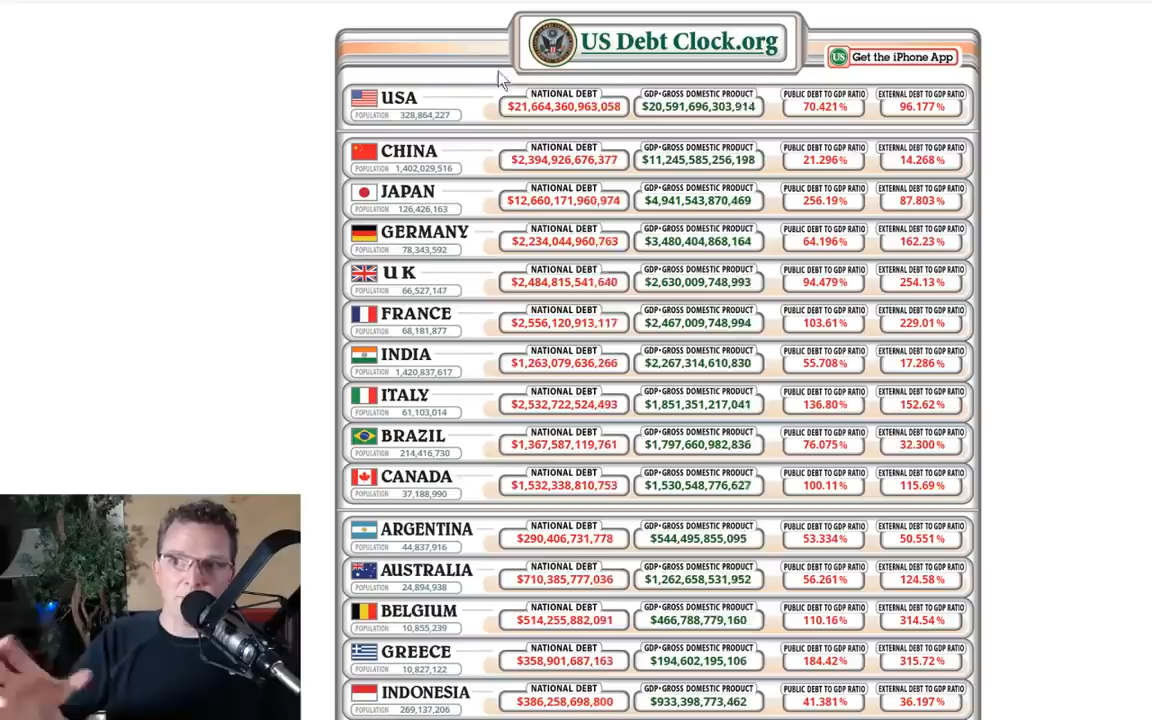 US Debt Clock.org
US Get the iPhone App
USA NATIONAL DEBT GDP•GROSS DOMESTIC PRODUCT PUBLIC DEBT TO GDP RATIO EXTERNAL DEBT TO GDP RATIO
POPULATION 328,864,227 $21,664,360,963,058 $20,591,696,303,914 70.421% 96.177%
CHINA NATIONAL DEBT GDP•GROSS DOMESTIC PRODUCT PUBLIC DEBT TO GDP RATIO EXTERNAL DEBT TO GDP RATIO
POPULATION 1,402,029,516 $2,394,926,676,377 $11,245,585,256,198 21.296% 14.268%
JAPAN NATIONAL DEBT GDP•GROSS DOMESTIC PRODUCT PUBLIC DEBT TO GDP RATIO EXTERNAL DEBT TO GDP RATIO
POPULATION 126,426,163 $12,660,171,960,974 $4,941,543,870,469 256.19% 87.803%
GERMANY NATIONAL DEBT GDP•GROSS DOMESTIC PRODUCT PUBLIC DEBT TO GDP RATIO EXTERNAL DEBT TO GDP RATIO
POPULATION 78,343,592 $2,234,044,960,763 $3,480,404,868,164 64.196% 162.23%
UK NATIONAL DEBT GDP•GROSS DOMESTIC PRODUCT PUBLIC DEBT TO GDP RATIO EXTERNAL DEBT TO GDP RATIO
POPULATION 66,527,147 $2,484,815,541,640 $2,630,009,748,993 94.479% 254.13%
FRANCE NATIONAL DEBT GDP•GROSS DOMESTIC PRODUCT PUBLIC DEBT TO GDP RATIO EXTERNAL DEBT TO GDP RATIO
POPULATION 68,181,877 $2,556,120,913,117 $2,467,009,748,994 103.61% 229.01%
INDIA NATIONAL DEBT GDP•GROSS DOMESTIC PRODUCT PUBLIC DEBT TO GDP RATIO EXTERNAL DEBT TO GDP RATIO
POPULATION 1,420,837,617 $1,263,079,636,266 $2,267,314,610,830 55.708% 17.286%
ITALY NATIONAL DEBT GDP•GROSS DOMESTIC PRODUCT PUBLIC DEBT TO GDP RATIO EXTERNAL DEBT TO GDP RATIO
POPULATION 61,103,014 $2,532,722,524,493 $1,851,351,217,041 136.80% 152.62%
BRAZIL NATIONAL DEBT GDP•GROSS DOMESTIC PRODUCT PUBLIC DEBT TO GDP RATIO EXTERNAL DEBT TO GDP RATIO
POPULATION 214,416,730 $1,367,587,119,761 $1,797,660,982,836 76.075% 32.300%
CANADA NATIONAL DEBT GDP•GROSS DOMESTIC PRODUCT PUBLIC DEBT TO GDP RATIO EXTERNAL DEBT TO GDP RATIO
POPULATION 37,188,990 $1,532,338,810,753 $1,530,548,776,627 100.11% 115.69%
ARGENTINA NATIONAL DEBT GDP•GROSS DOMESTIC PRODUCT PUBLIC DEBT TO GDP RATIO EXTERNAL DEBT TO GDP RATIO
POPULATION 44,837,916 $290,406,731,778 $544,495,855,095 53.334% 50.551%
AUSTRALIA NATIONAL DEBT GDP•GROSS DOMESTIC PRODUCT PUBLIC DEBT TO GDP RATIO EXTERNAL DEBT TO GDP RATIO
POPULATION 24,894,938 $710,385,777,036 $1,262,658,531,952 56.261% 124.58%
BELGIUM NATIONAL DEBT GDP•GROSS DOMESTIC PRODUCT PUBLIC DEBT TO GDP RATIO EXTERNAL DEBT TO GDP RATIO
POPULATION 10,855,239 $514,255,882,091 $466,788,779,160 110.16% 314.54%
GREECE NATIONAL DEBT GDP•GROSS DOMESTIC PRODUCT PUBLIC DEBT TO GDP RATIO EXTERNAL DEBT TO GDP RATIO
POPULATION 10,827,122 $358,901,687,163 $194,602,195,106 184.42% 315.72%
INDONESIA NATIONAL DEBT GDP•GROSS DOMESTIC PRODUCT PUBLIC DEBT TO GDP RATIO EXTERNAL DEBT TO GDP RATIO
POPULATION 269,137,206 $386,258,698,800 $933,398,773,462 41.381% 36.197%